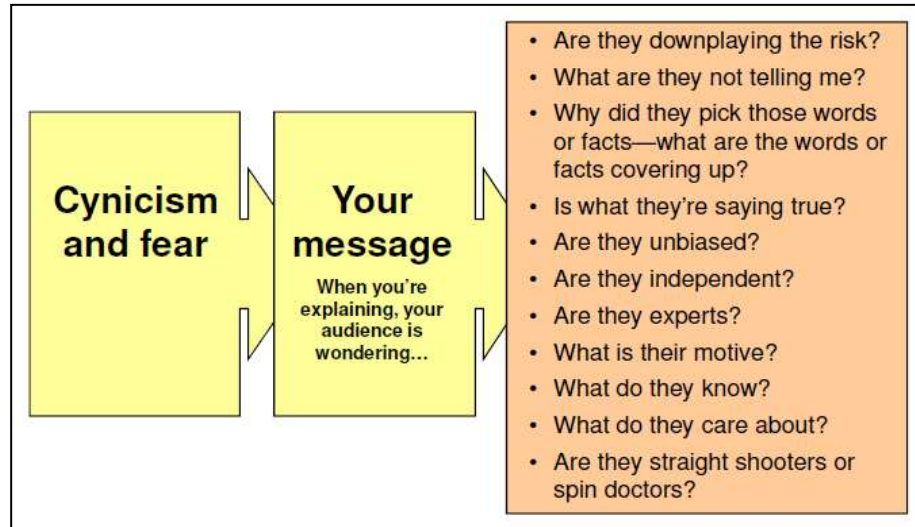 Cynicism
and fear
Your
message
When you're
explaining, your
audience is
wondering…
• Are they downplaying the risk?
• What are they not telling me?
• Why did they pick those words
or facts—what are the words or
facts covering up?
• Is what they're saying true?
• Are they unbiased?
• Are they independent?
• Are they experts?
• What is their motive?
• What do they know?
• What do they care about?
• Are they straight shooters or
spin doctors?